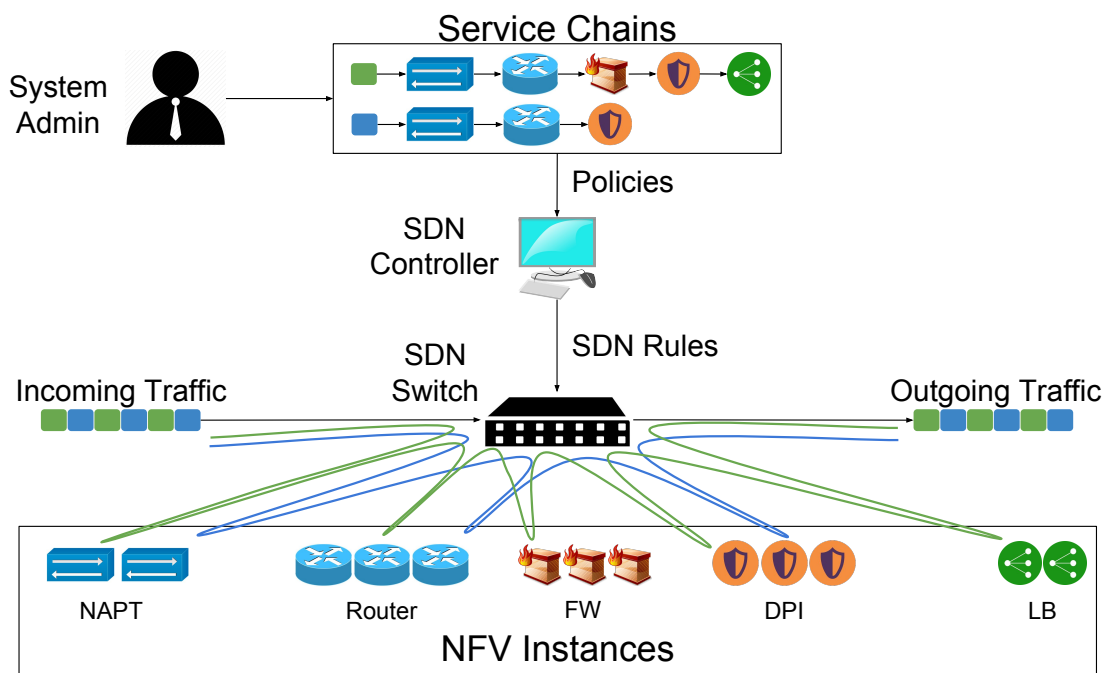 Service Chains
System
Admin
Policies
SDN
Controller
SDN Rules
SDN
Switch
Incoming Traffic
Outgoing Traffic
NAPT
Router
FW
DPI
LB
NFV Instances